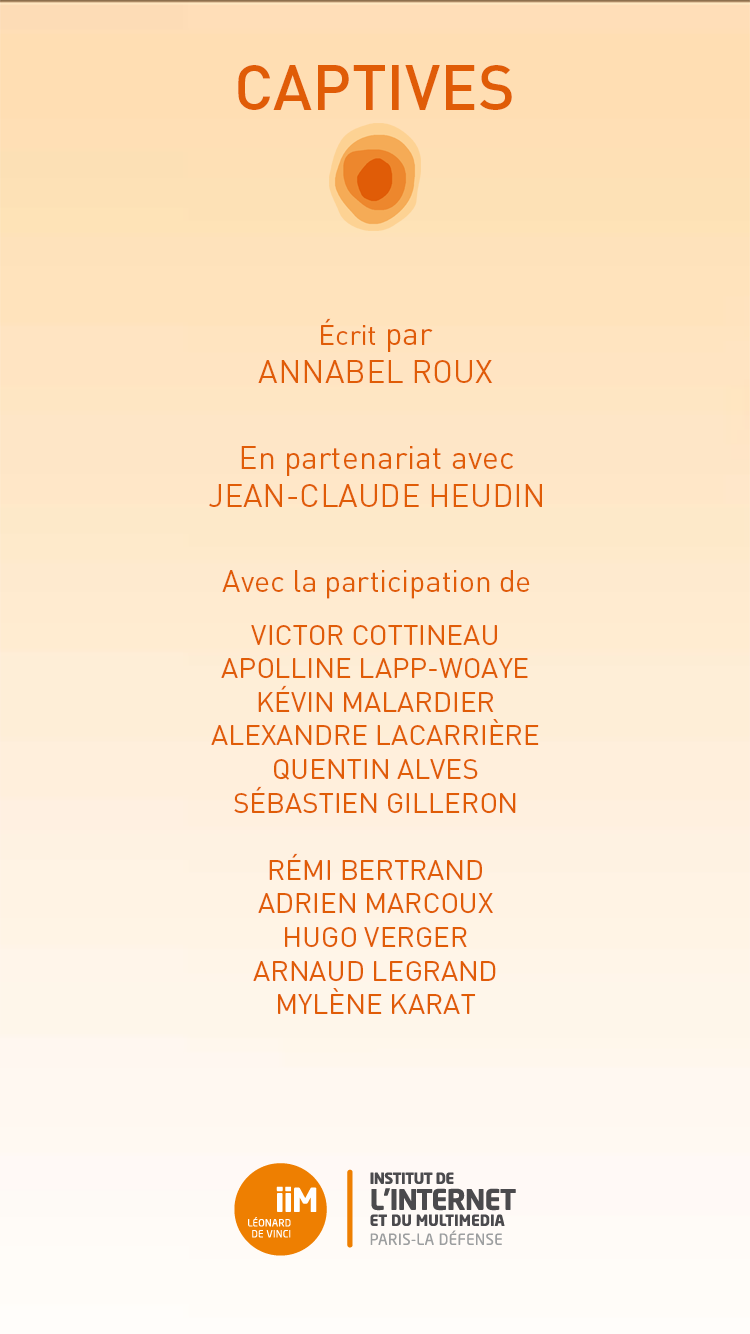 CAPTIVES
Écrit par
ANNABEL ROUX
En partenariat avec
JEAN-CLAUDE HEUDIN
Avec la participation de
VICTOR COTTINEAU
APOLLINE LAPP-WOAYE
KÉVIN MALARDIER
ALEXANDRE LACARRIÈRE
QUENTIN ALVES
SÉBASTIEN GILLERON
RÉMI BERTRAND
ADRIEN MARCOUX
HUGO VERGER
ARNAUD LEGRAND
MYLÈNE KARAT
iiM
LÉONARD
DE VINCI
INSTITUT DE
L'INTERNET
ET DU MULTIMEDIA
PARIS-LA DÉFENSE